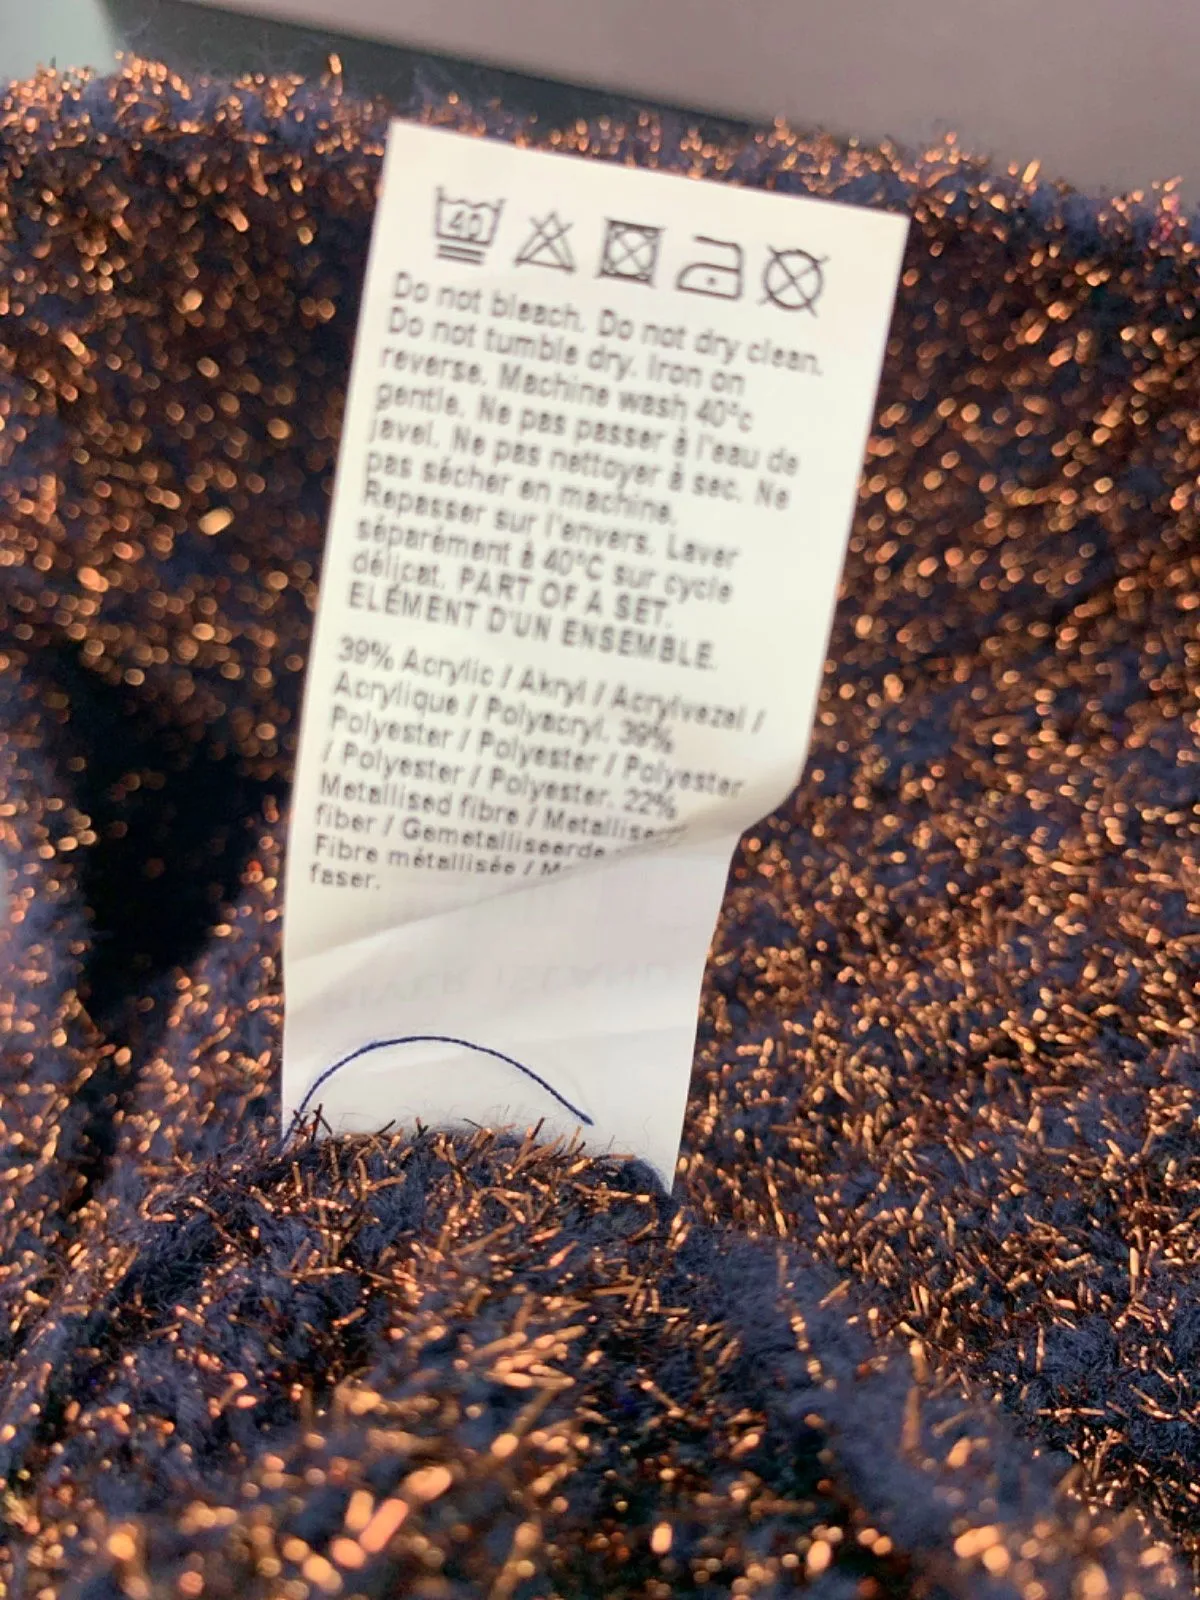 40
Do not bleach. Do not dry clean.
Do not tumble dry. Iron on
reverse. Machine wash 40°c
gentle. Ne pas passer à l'eau de
javel. Ne pas nettoyer à sec. Ne
pas sécher en machine.
Repasser sur l'envers. Laver
séparément à 40°C sur cycle
délicat. PART OF A SET.
ELÉMENT D'UN ENSEMBLE.
39% Acrylic / Akryl / Acrylvezel /
Acrylique / Polyacryl. 39%
Polyester / Polyester / Polyester
/ Polyester / Polyester. 22%
Metallised fibre / Metalliseret
fiber / Gemetalliseerde
Fibre métallisée /
faser.